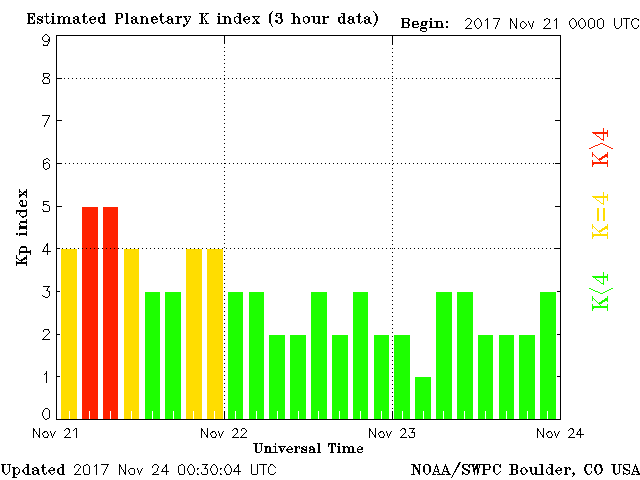 Estimated Planetary K index (3 hour data)
Begin: 2017 Nov 21 0000 UTC
9
8
7
6
5
4
3
2
1
0
Kp index
K>4
K=4
K<4
Nov 21
Nov 22
Nov 23
Nov 24
Universal Time
Updated 2017 Nov 24 00:30:04 UTC
NOAA/SWPC Boulder, CO USA